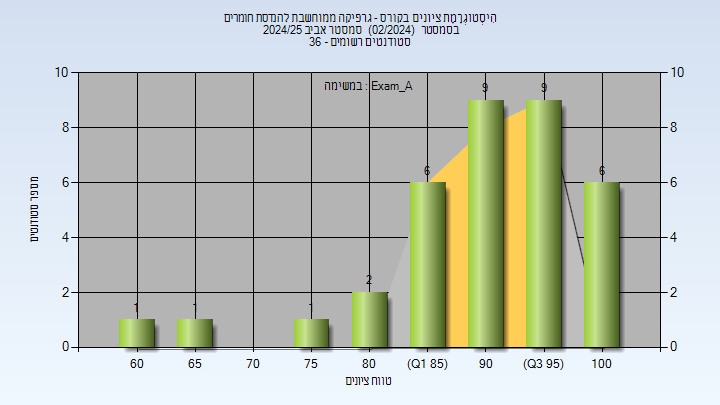 הִיסְטוֹגְרַמַת ציונים בקורס - גרפיקה ממוחשבת להנדסת חומרים
בסמסטר (02/2024) סמסטר אביב 2024/25
סטודנטים רשומים - 36
במשימה : Exam_A
מספר סטודנטים
10 10
8 8
6 6
4 4
2 2
0 0
1 1 1 2 6 9 9 6
60 65 70 75 80 (Q1 85) 90 (Q3 95) 100
טווח ציונים